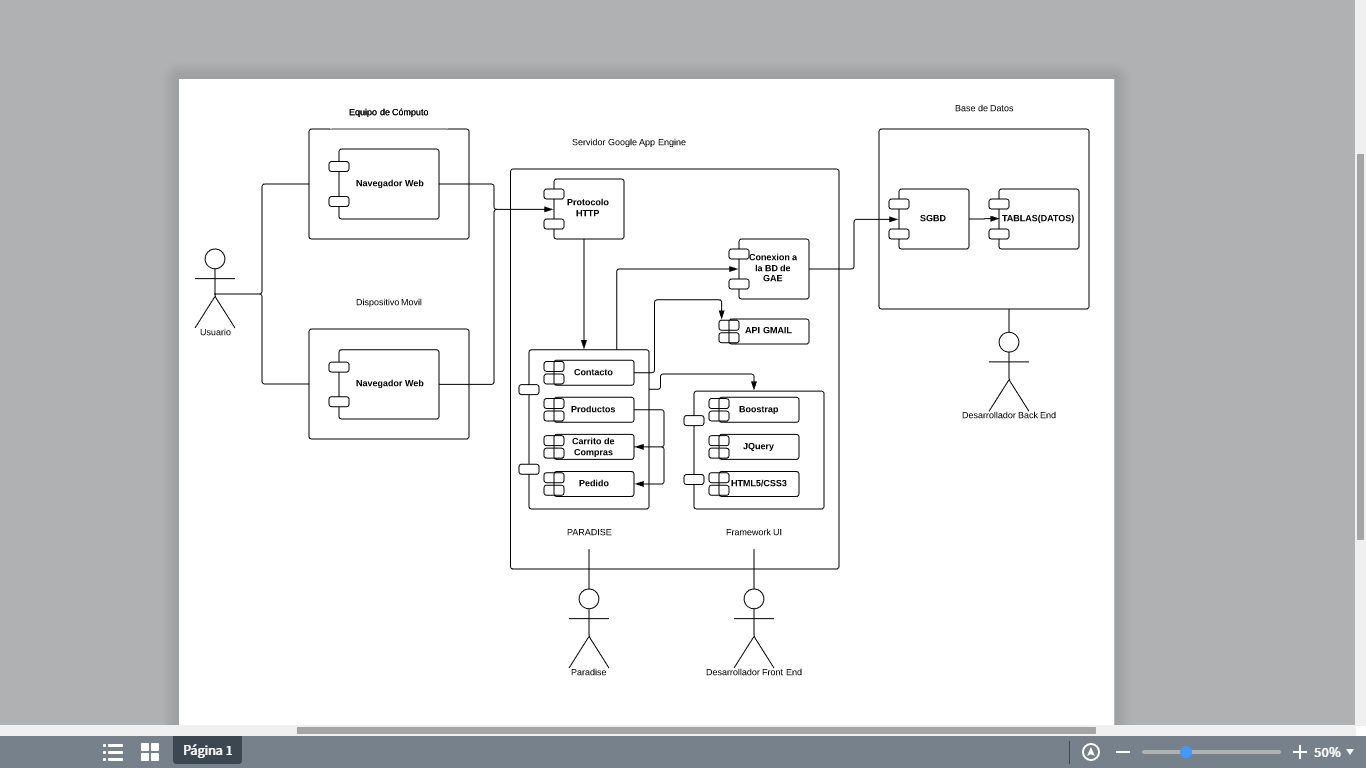 Equipo de Cómputo
Navegador Web
Usuario
Dispositivo Movil
Navegador Web
Servidor Google App Engine
Protocolo
HTTP
Conexion a
la BD de
GAE
API GMAIL
Contacto
Productos
Carrito de
Compras
Pedido
PARADISE
Boostrap
JQuery
HTML5/CSS3
Framework UI
Paradise
Desarrollador Front End
Base de Datos
SGBD
TABLAS(DATOS)
Desarrollador Back End
Página 1
50%